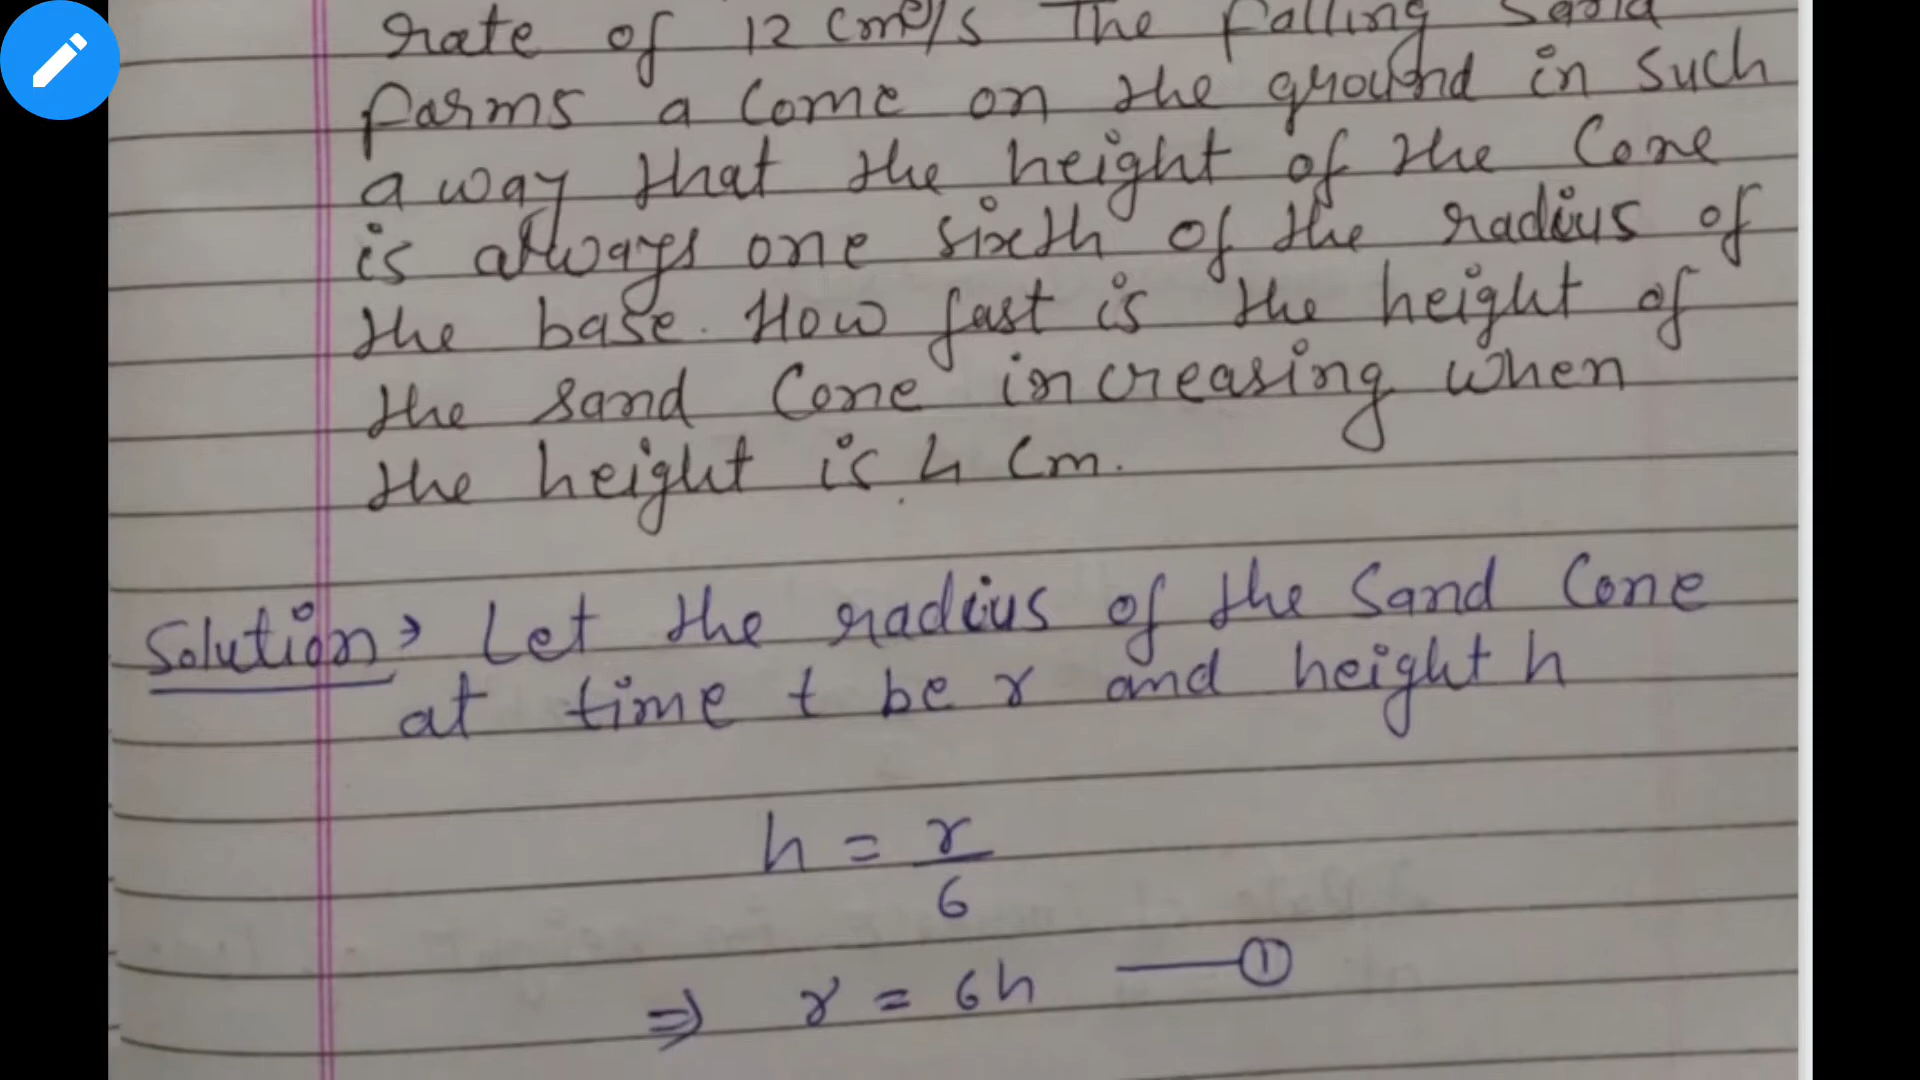 rate of 12 cm³/s The falling sand
forms a come on the ground in such
a way that the height of the cone
is always one sixth of the radius of
the base. How fast is the height of
the sand cone increasing when
the height is 4 cm.
Solution→ Let the radius of the sand cone
at time t be r and height h
h = r/6
⇒ r = 6h —①